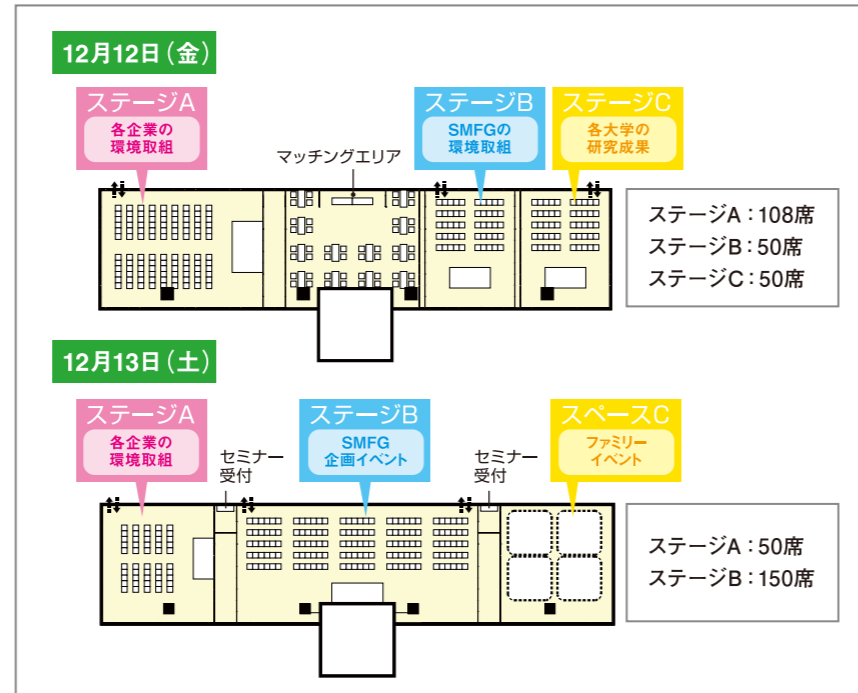 12月12日（金）
ステージA
各企業の
環境取組
マッチングエリア
ステージB
SMFGの
環境取組
ステージC
各大学の
研究成果
ステージA：108席
ステージB：50席
ステージC：50席
12月13日（土）
ステージA
各企業の
環境取組
セミナー
受付
ステージB
SMFG
企画イベント
セミナー
受付
スペースC
ファミリー
イベント
ステージA：50席
ステージB：150席